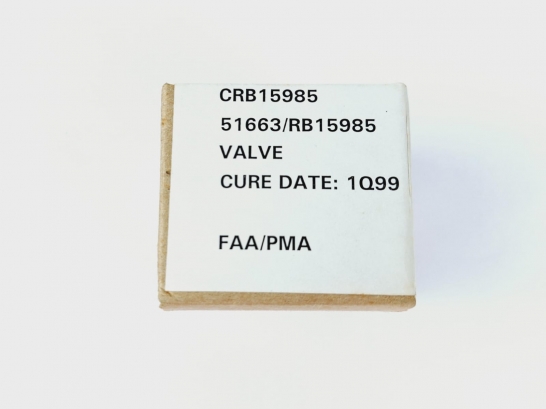 CRB15985
51663/RB15985
VALVE
CURE DATE: 1Q99
FAA/PMA